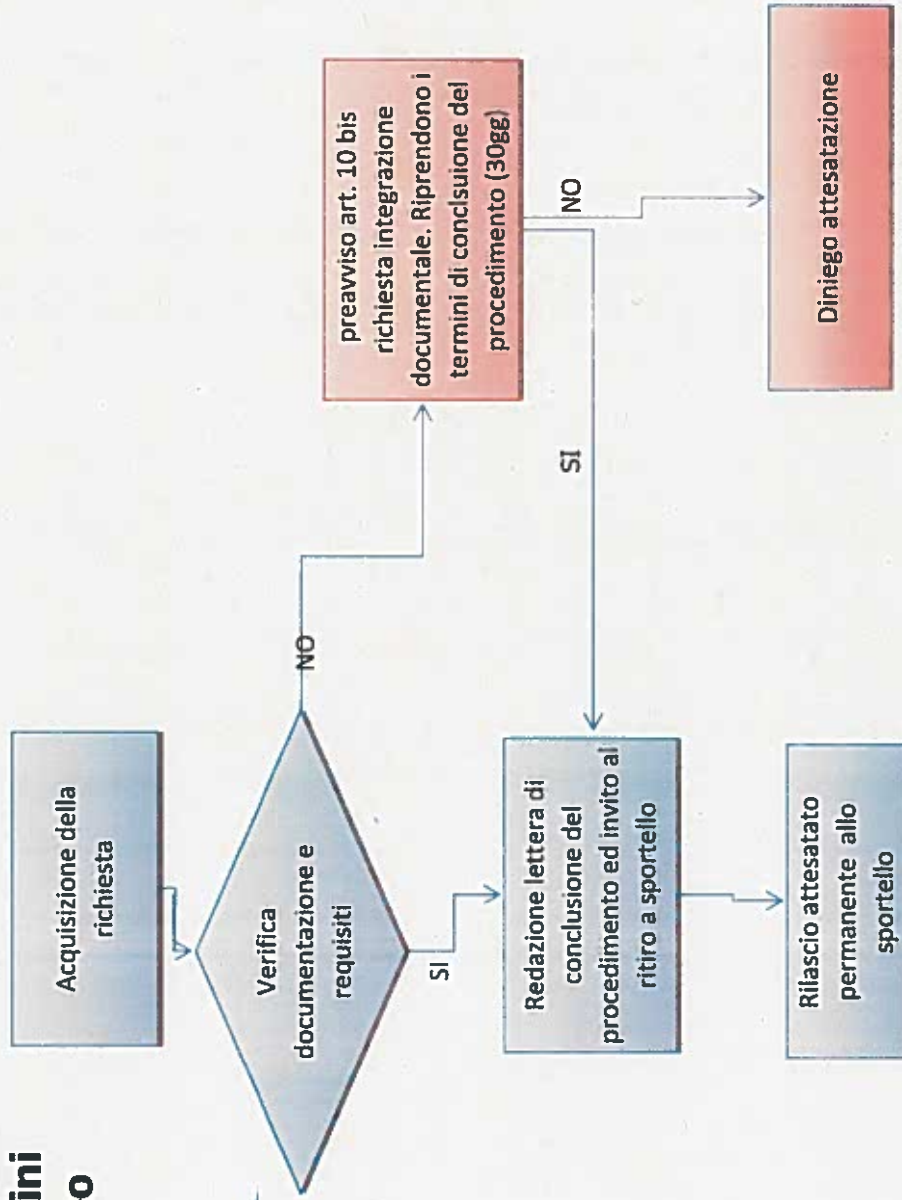 ini
o
Acquisizione della
richiesta
Verifica
documentazione e
requisiti
NO
SI
preavviso art. 10 bis
richiesta integrazione
documentale. Riprendono i
termini di conclsuione del
procedimento (30gg)
SI
NO
Redazione lettera di
conclusione del
procedimento ed invito al
ritiro a sportello
Rilascio attesatato
permanente allo
sportello
Diniego attesatazione